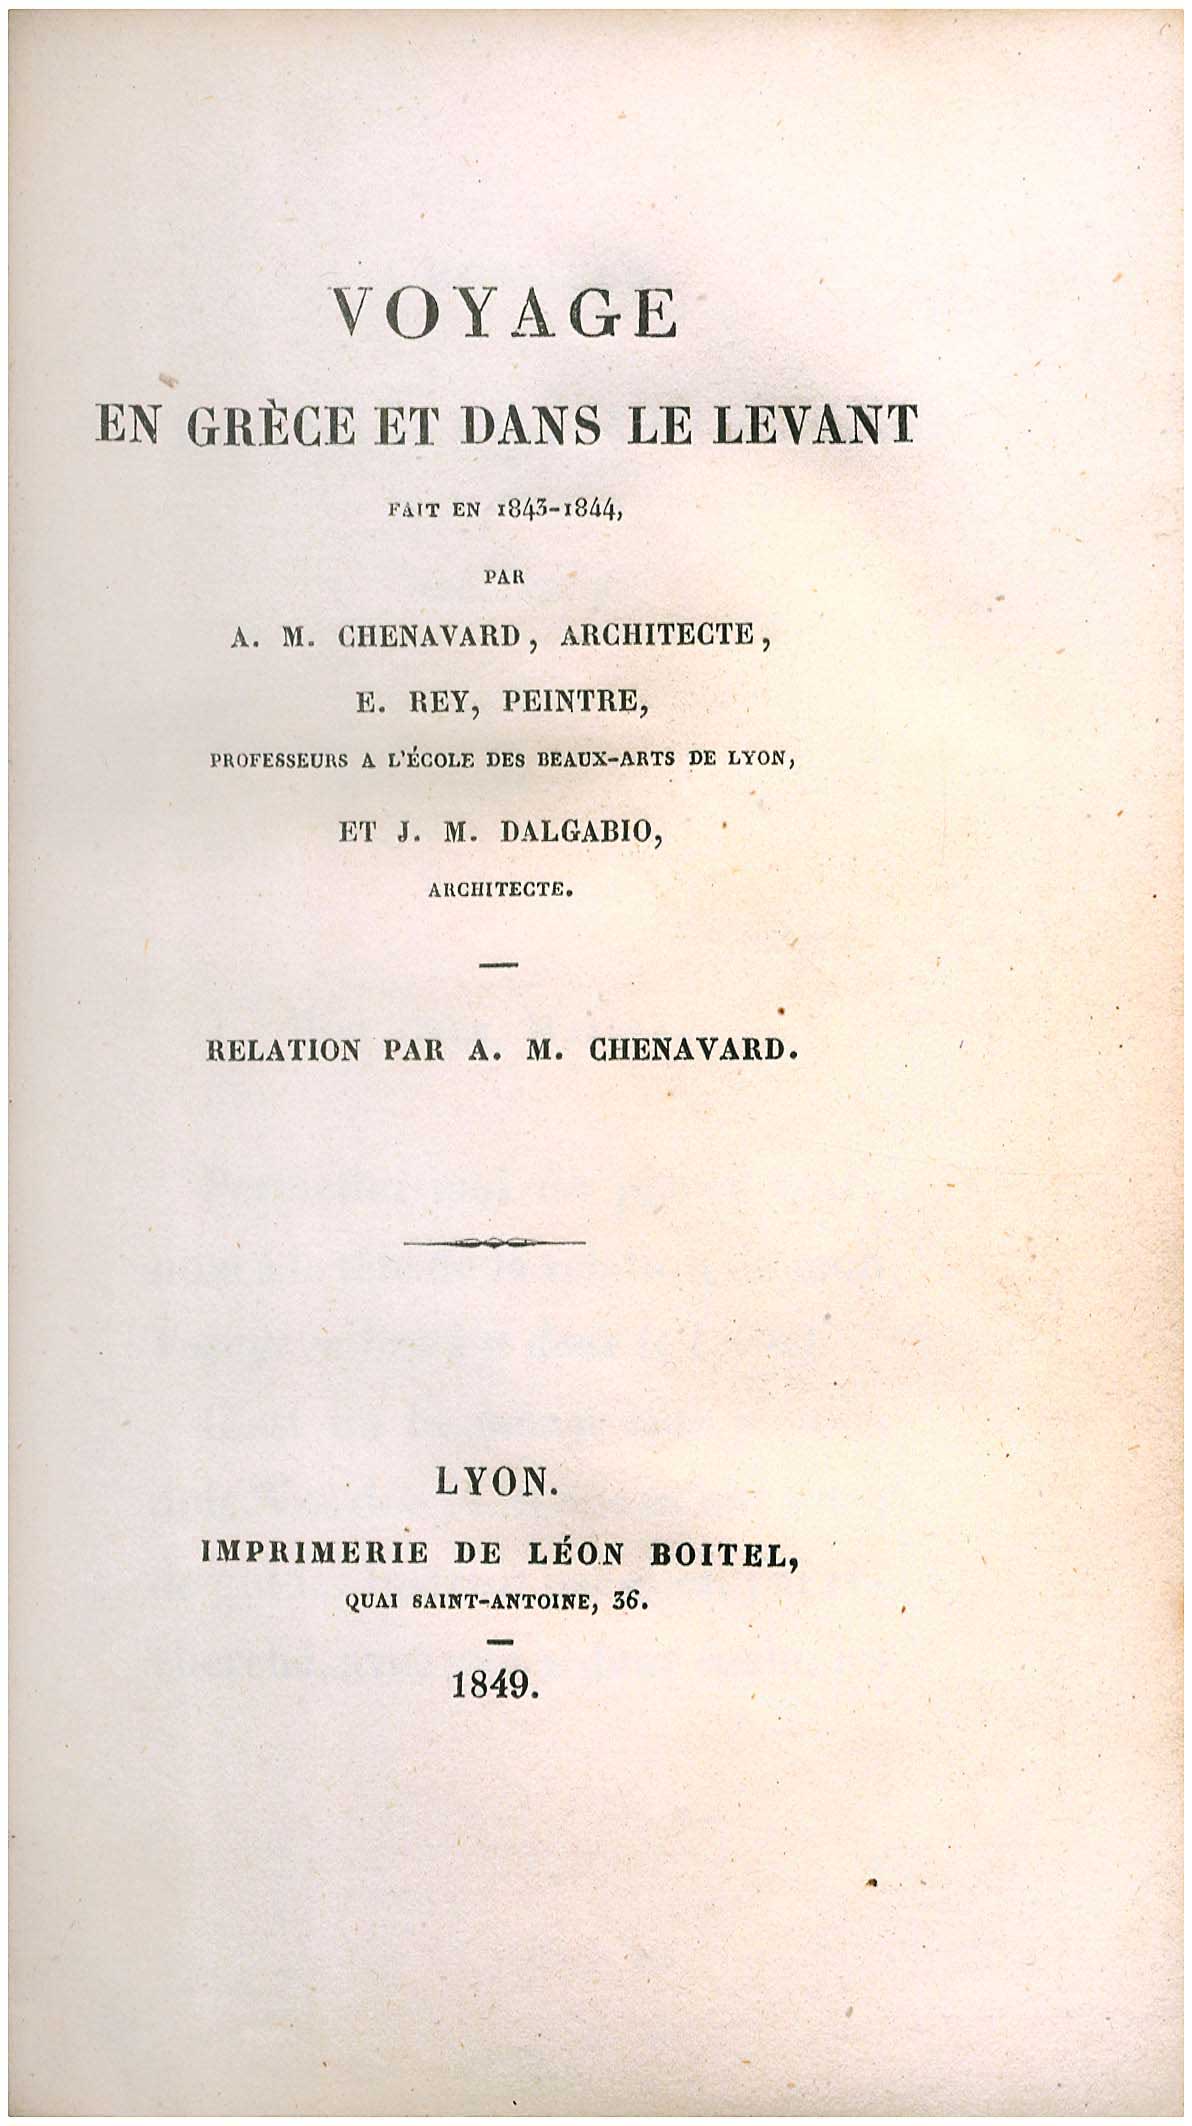 VOYAGE
EN GRÈCE ET DANS LE LEVANT
FAIT EN 1843-1844,
PAR
A. M. CHENAVARD, ARCHITECTE,
E. REY, PEINTRE,
PROFESSEURS A L'ÉCOLE DES BEAUX-ARTS DE LYON,
ET J. M. DALGABIO,
ARCHITECTE.
RELATION PAR A. M. CHENAVARD.
LYON.
IMPRIMERIE DE LÉON BOITEL,
QUAI SAINT-ANTOINE, 36.
1849.